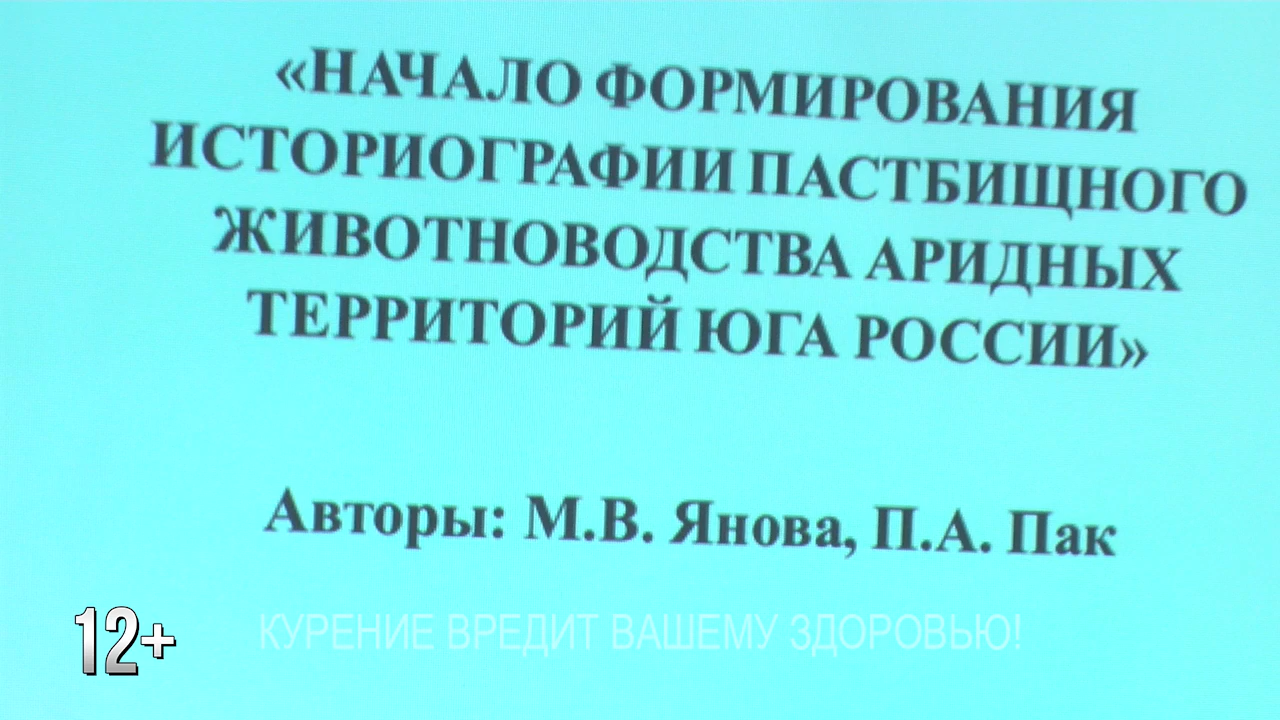 «НАЧАЛО ФОРМИРОВАНИЯ
ИСТОРИОГРАФИИ ПАСТБИЩНОГО
ЖИВОТНОВОДСТВА АРИДНЫХ
ТЕРРИТОРИЙ ЮГА РОССИИ»
Авторы: М.В. Янова, П.А. Пак
12+
КУРЕНИЕ ВРЕДИТ ВАШЕМУ ЗДОРОВЬЮ!